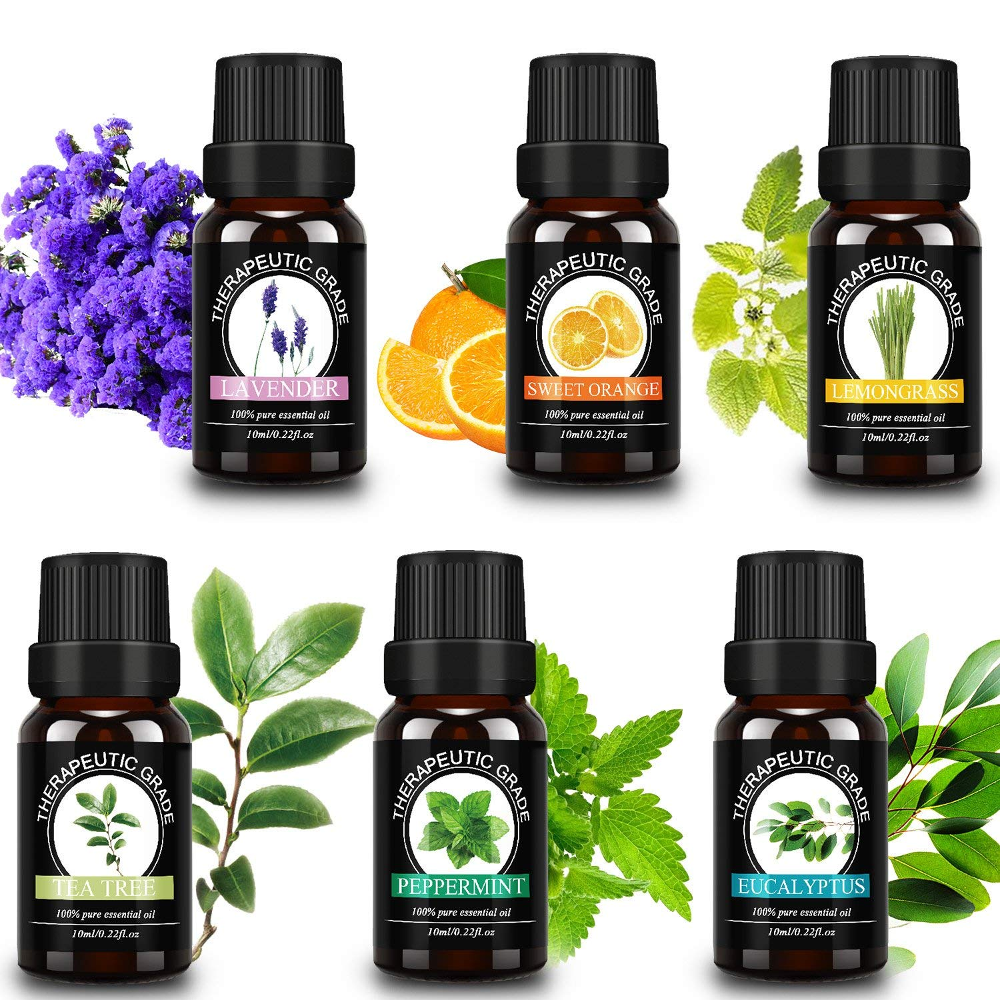 THERAPEUTIC GRADE
LAVENDER
100% pure essential oil
10ml/0.22fl.oz
THERAPEUTIC GRADE
SWEET ORANGE
100% pure essential oil
10ml/0.22fl.oz
THERAPEUTIC GRADE
LEMONGRASS
100% pure essential oil
10ml/0.22fl.oz
THERAPEUTIC GRADE
TEA TREE
100% pure essential oil
10ml/0.22fl.oz
THERAPEUTIC GRADE
PEPPERMINT
100% pure essential oil
10ml/0.22fl.oz
THERAPEUTIC GRADE
EUCALYPTUS
100% pure essential oil
10ml/0.22fl.oz